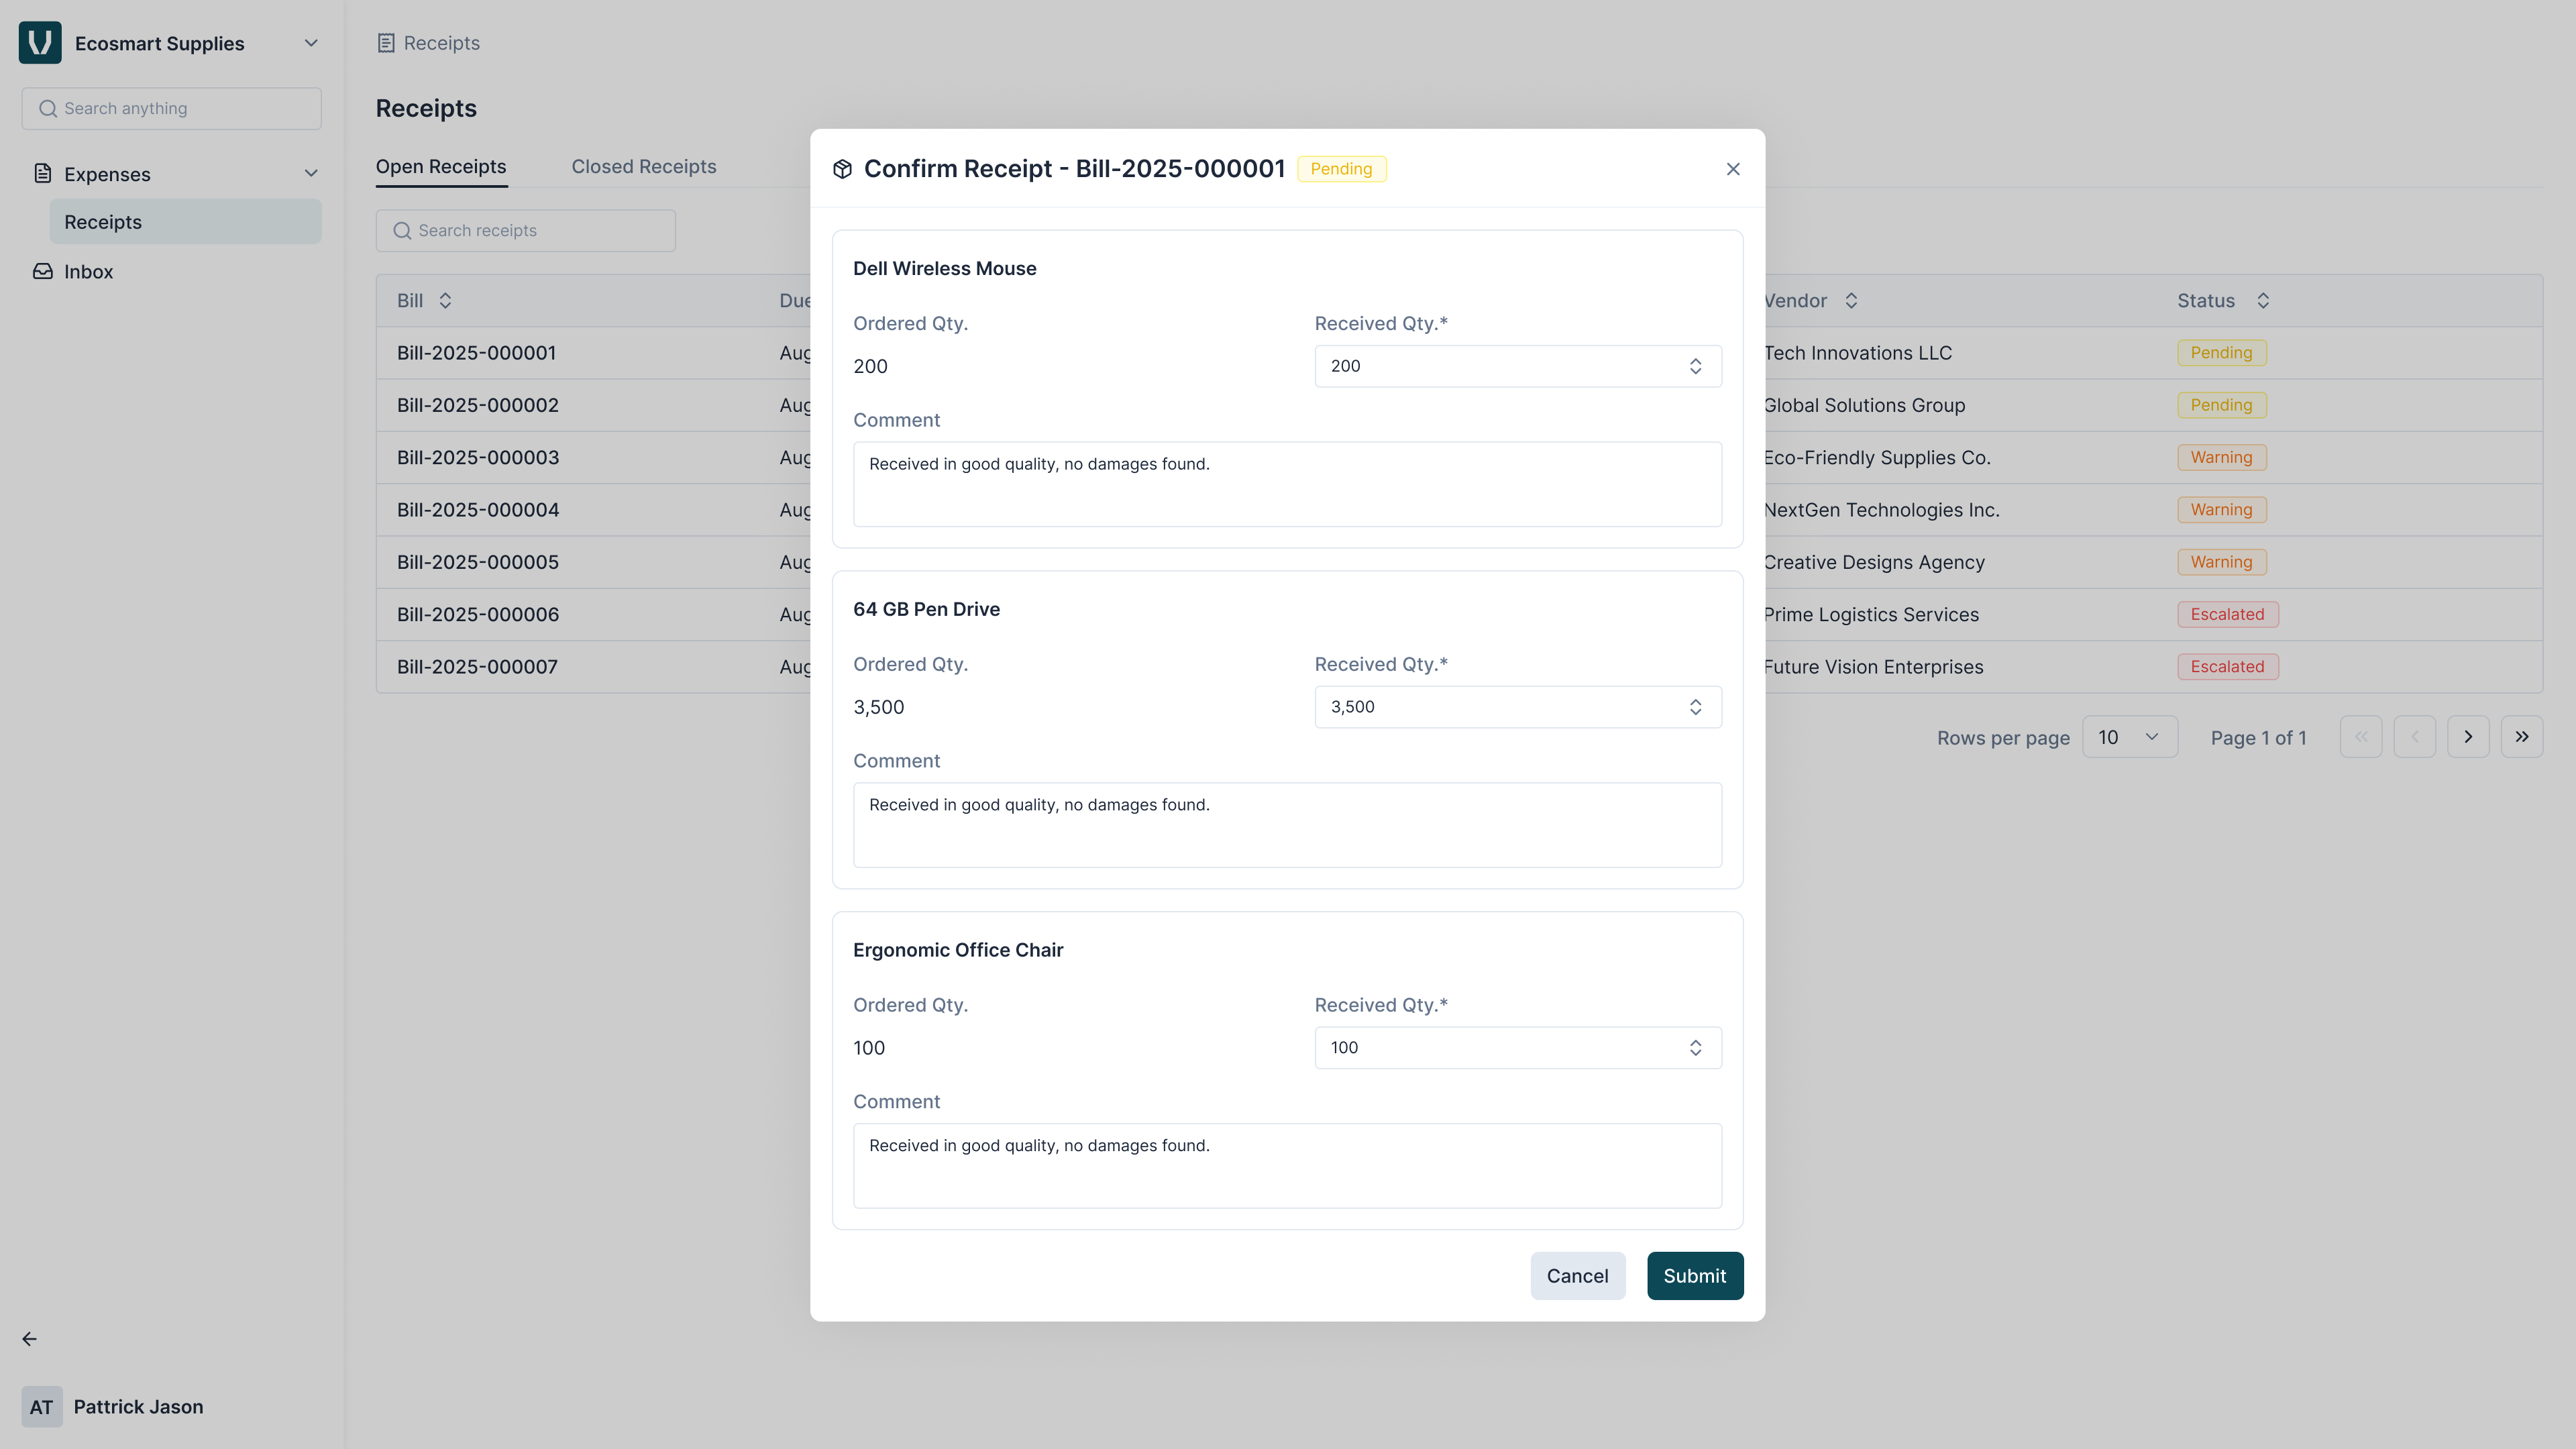 Ecosmart Supplies
Search anything
Expenses
Receipts
Inbox
AT
Pattrick Jason
Receipts
Receipts
Open Receipts
Closed Receipts
Search receipts
Bill
Due
Vendor
Status
Bill-2025-000001
Aug
Tech Innovations LLC
Pending
Bill-2025-000002
Aug
Global Solutions Group
Pending
Bill-2025-000003
Aug
Eco-Friendly Supplies Co.
Warning
Bill-2025-000004
Aug
NextGen Technologies Inc.
Warning
Bill-2025-000005
Aug
Creative Designs Agency
Warning
Bill-2025-000006
Aug
Prime Logistics Services
Escalated
Bill-2025-000007
Aug
Future Vision Enterprises
Escalated
Rows per page
10
Page 1 of 1
Confirm Receipt - Bill-2025-000001
Pending
Dell Wireless Mouse
Ordered Qty.
Received Qty.*
200
200
Comment
Received in good quality, no damages found.
64 GB Pen Drive
Ordered Qty.
Received Qty.*
3,500
3,500
Comment
Received in good quality, no damages found.
Ergonomic Office Chair
Ordered Qty.
Received Qty.*
100
100
Comment
Received in good quality, no damages found.
Cancel
Submit